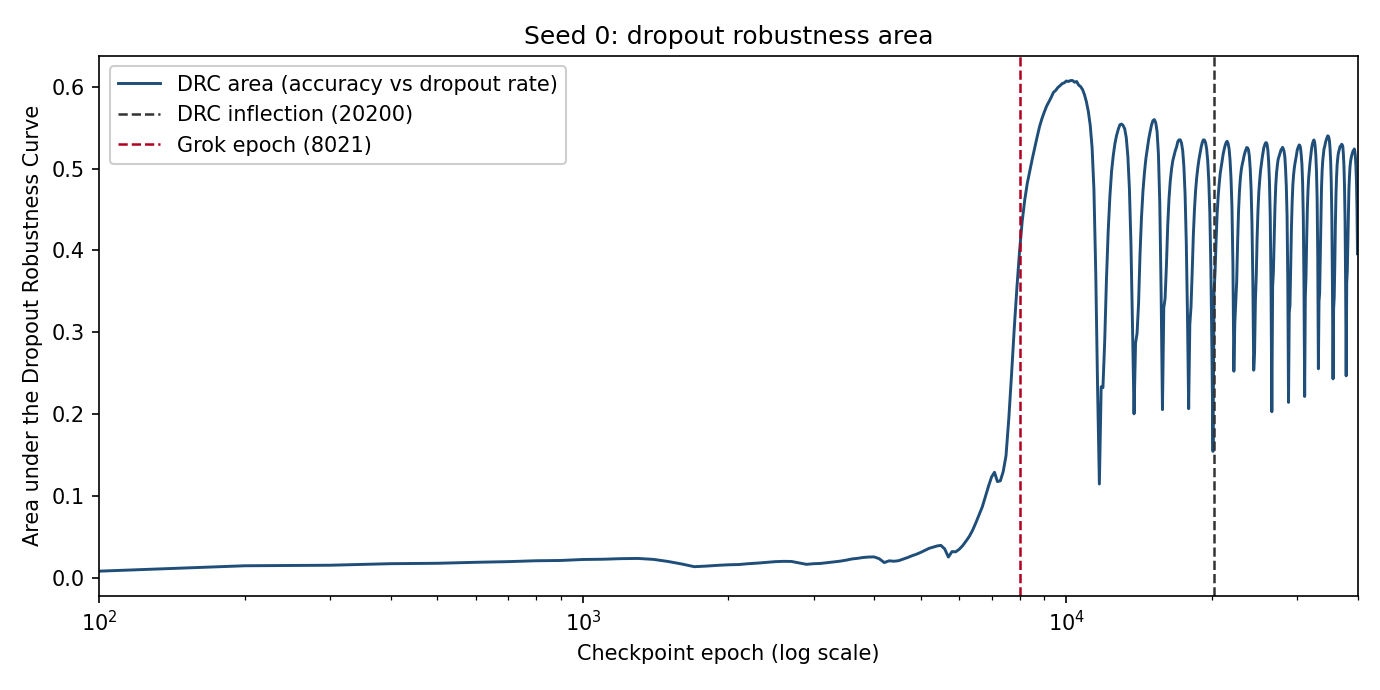 Seed 0: dropout robustness area
DRC area (accuracy vs dropout rate)
DRC inflection (20200)
Grok epoch (8021)
Area under the Dropout Robustness Curve
0.6
0.5
0.4
0.3
0.2
0.1
0.0
10²
10³
10⁴
Checkpoint epoch (log scale)